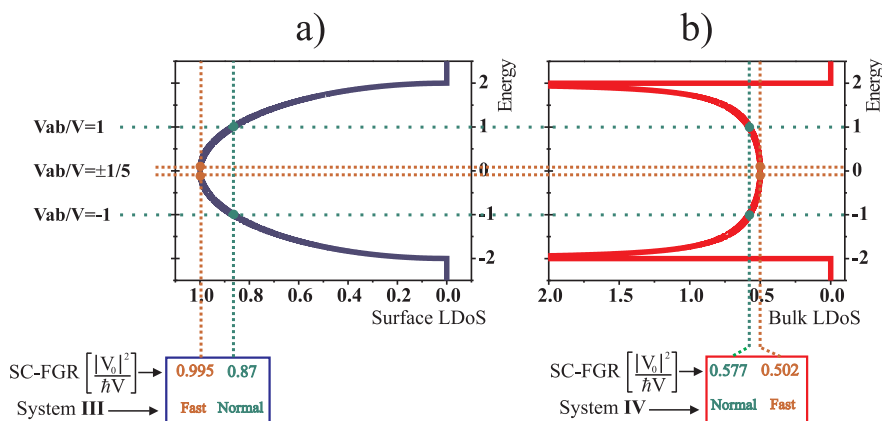 a)
b)
2
1
0
-1
-2
Energy
2
1
0
-1
-2
Energy
Vab/V=1
Vab/V=±1/5
Vab/V=-1
1.0 0.8 0.6 0.4 0.2 0.0
Surface LDoS
2.0 1.5 1.0 0.5 0.0
Bulk LDoS
SC-FGR [|V₀|²/ħV]
0.995 0.87
System III
Fast Normal
SC-FGR [|V₀|²/ħV]
0.577 0.502
System IV
Normal Fast